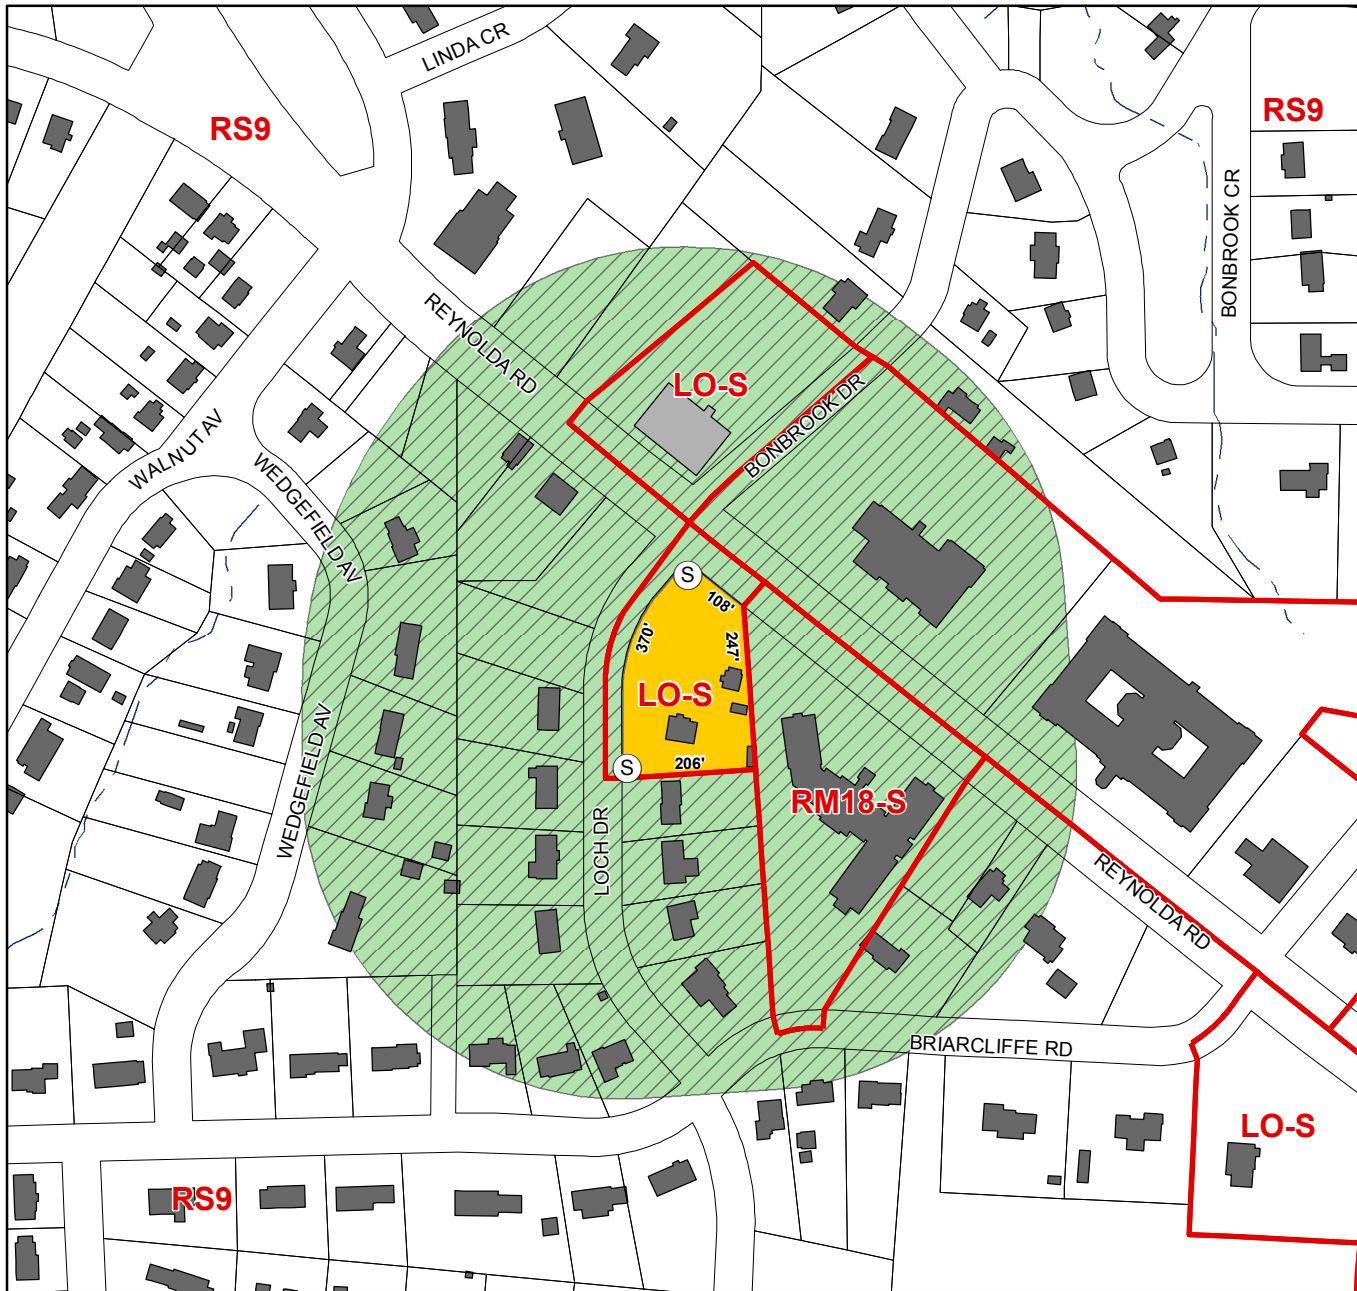 LINDA CR
RS9
RS9
BONBROOK CR
REYNOLDA RD
LO-S
BONBROOK DR
WALNUT AV
WEDGEFIELD AV
S
108'
370'
247'
LO-S
206'
S
WEDGEFIELD AV
RM18-S
LOCH DR
REYNOLDA RD
BRIARCLIFFE RD
LO-S
RS9